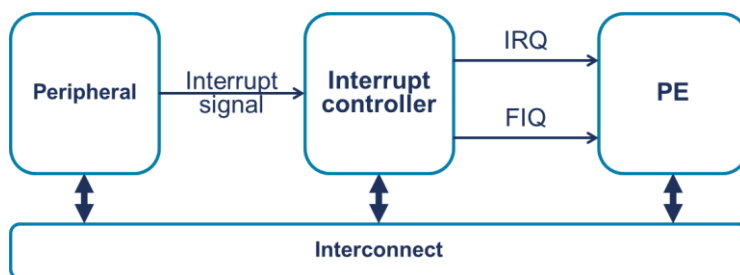 Peripheral
Interrupt
signal
Interrupt
controller
IRQ
FIQ
PE
Interconnect